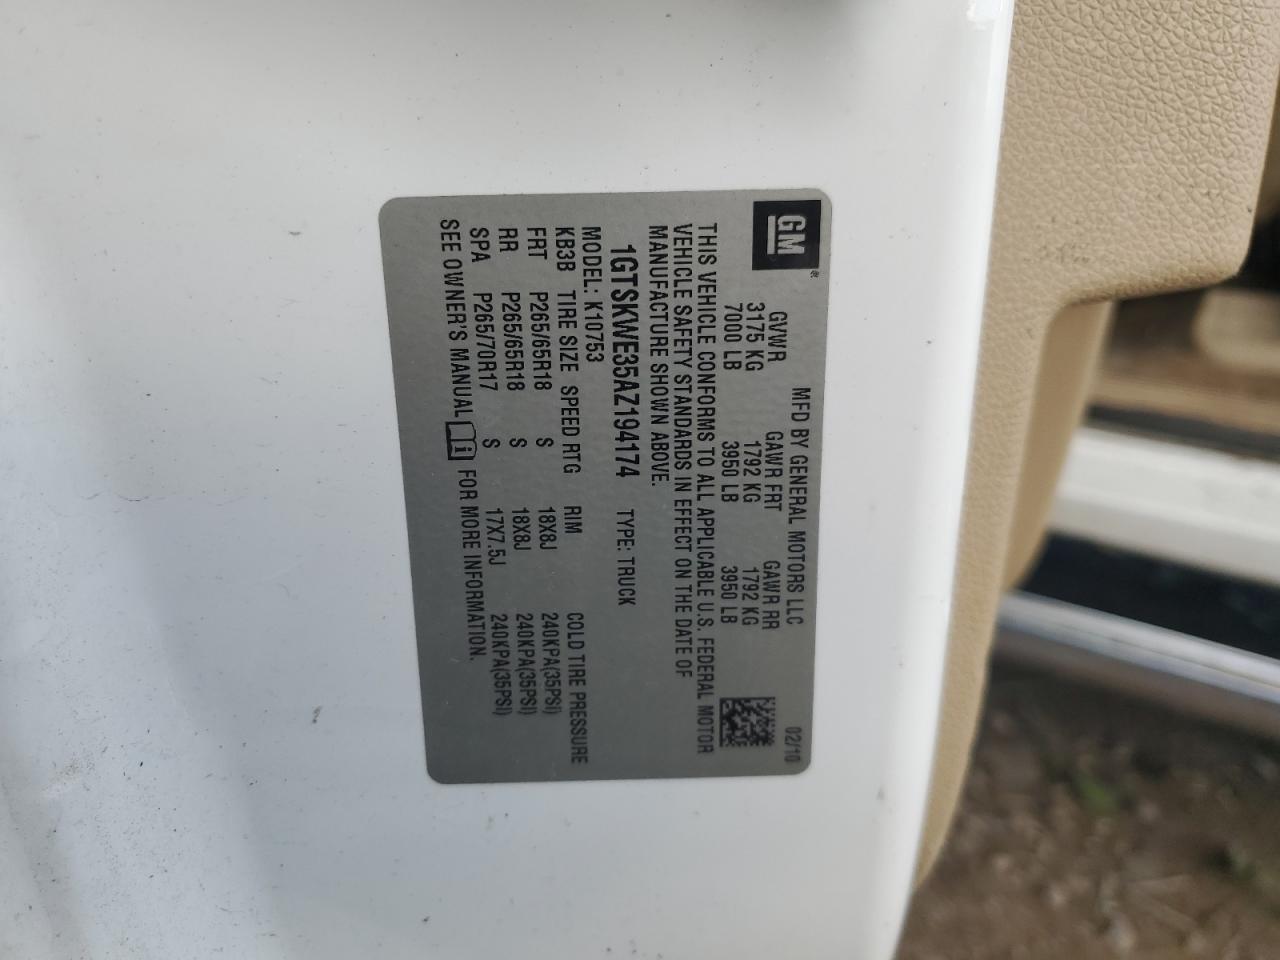 GM ®
MFD BY GENERAL MOTORS LLC 02/10
GVWR GAWR FRT GAWR RR
3175 KG 1792 KG 1792 KG
7000 LB 3950 LB 3950 LB
THIS VEHICLE CONFORMS TO ALL APPLICABLE U.S. FEDERAL MOTOR
VEHICLE SAFETY STANDARDS IN EFFECT ON THE DATE OF
MANUFACTURE SHOWN ABOVE.
1GTSKWE35AZ194174 TYPE: TRUCK
MODEL: K10753
KB3B TIRE SIZE SPEED RTG RIM COLD TIRE PRESSURE
FRT P265/65R18 S 18X8J 240KPA(35PSI)
RR P265/65R18 S 18X8J 240KPA(35PSI)
SPA P265/70R17 S 17X7.5J 240KPA(35PSI)
SEE OWNER'S MANUAL FOR MORE INFORMATION.